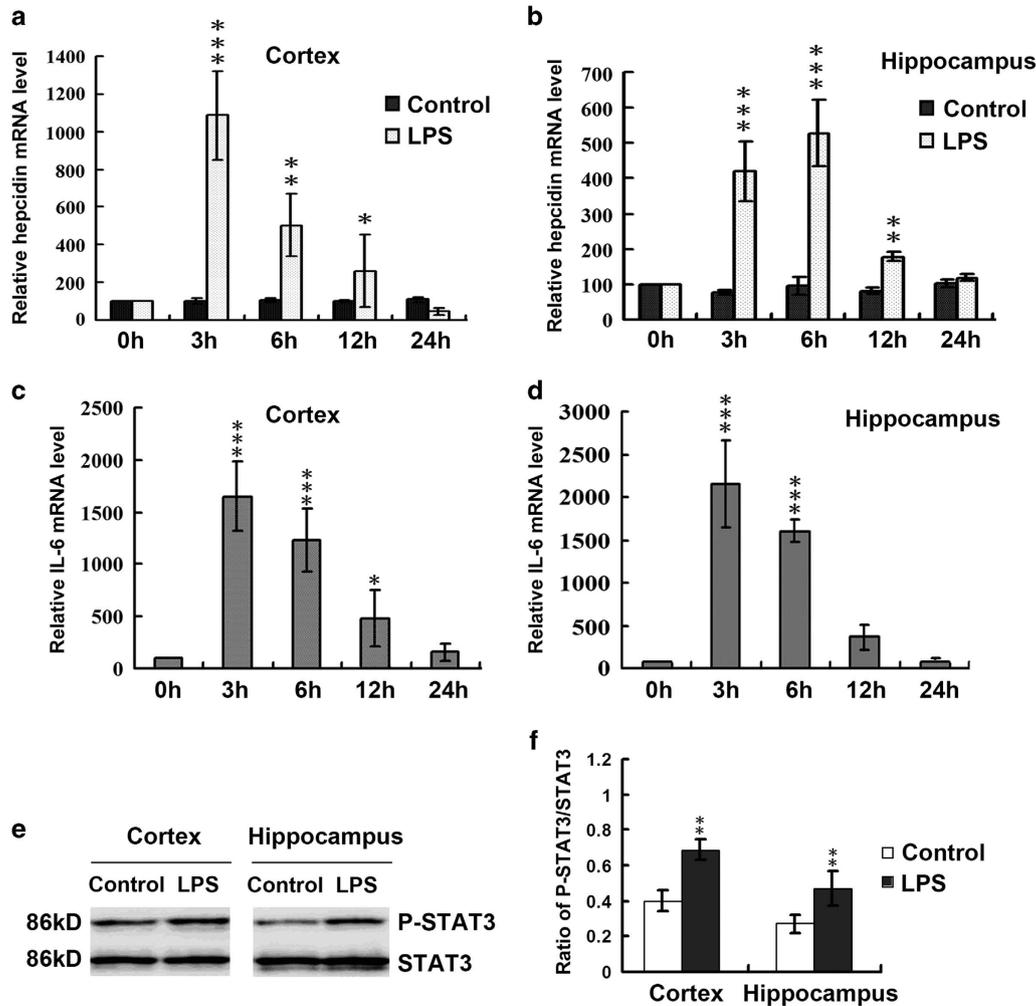 a
Cortex
Relative hepcidin mRNA level
1400
1200
1000
800
600
400
200
0
***
**
*
Control
LPS
0h 3h 6h 12h 24h
b
Hippocampus
Relative hepcidin mRNA level
700
600
500
400
300
200
100
0
***
***
**
Control
LPS
0h 3h 6h 12h 24h
c
Cortex
Relative IL-6 mRNA level
2500
2000
1500
1000
500
0
***
***
*
0h 3h 6h 12h 24h
d
Hippocampus
Relative IL-6 mRNA level
3000
2500
2000
1500
1000
500
0
***
***
0h 3h 6h 12h 24h
e
Cortex Hippocampus
Control LPS Control LPS
86kD P-STAT3
86kD STAT3
f
Ratio of P-STAT3/STAT3
1.2
1
0.8
0.6
0.4
0.2
0
**
**
Control
LPS
Cortex Hippocampus